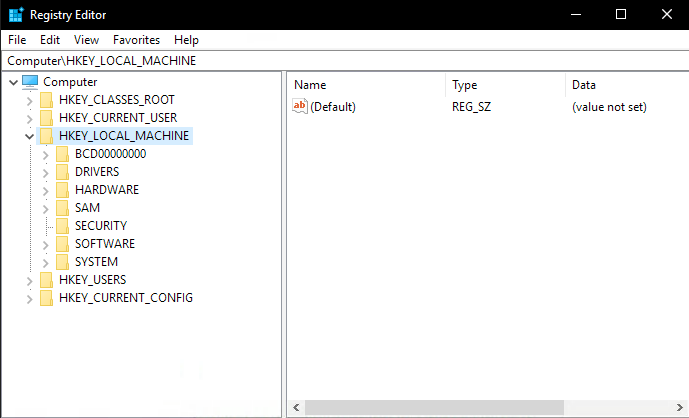 Registry Editor
File Edit View Favorites Help
Computer\HKEY_LOCAL_MACHINE
Computer
HKEY_CLASSES_ROOT
HKEY_CURRENT_USER
HKEY_LOCAL_MACHINE
BCD00000000
DRIVERS
HARDWARE
SAM
SECURITY
SOFTWARE
SYSTEM
HKEY_USERS
HKEY_CURRENT_CONFIG
Name Type Data
ab (Default) REG_SZ (value not set)